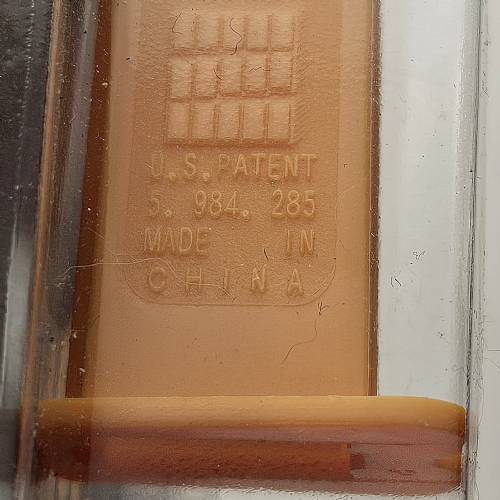 U.S. PATENT
5. 984. 285
MADE IN
CHINA